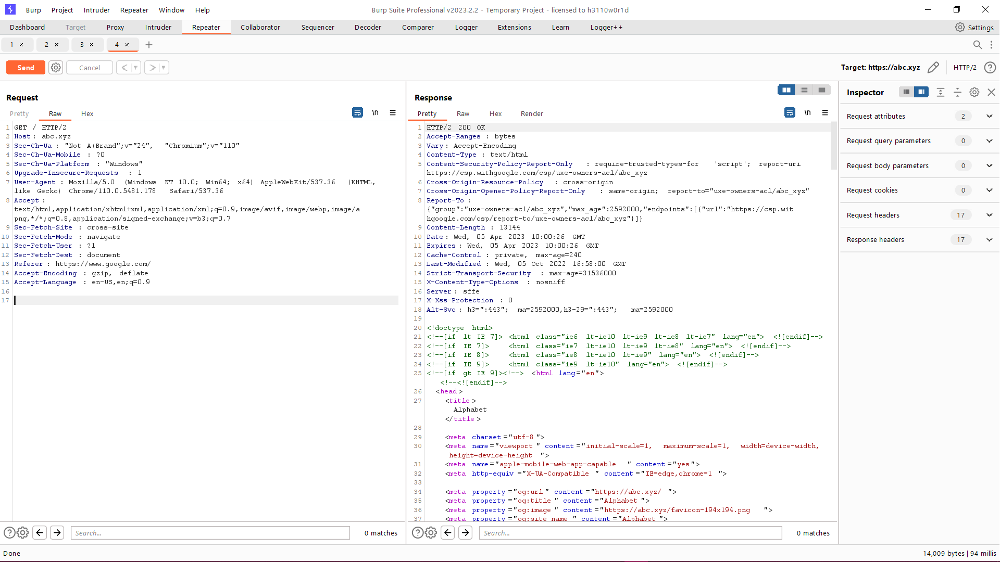 Burp Project Intruder Repeater Window Help
Burp Suite Professional v2023.2.2 - Temporary Project - licensed to h3110w0r1d
Dashboard Target Proxy Intruder Repeater Collaborator Sequencer Decoder Comparer Logger Extensions Learn Logger++ Settings
1 × 2 × 3 × 4 × +
Send Cancel < > Target: https://abc.xyz HTTP/2 ?
Request
Pretty Raw Hex \n
1 GET / HTTP/2
2 Host: abc.xyz
3 Sec-Ch-Ua: "Not A(Brand";v="24", "Chromium";v="110"
4 Sec-Ch-Ua-Mobile: ?0
5 Sec-Ch-Ua-Platform: "Windows"
6 Upgrade-Insecure-Requests: 1
7 User-Agent: Mozilla/5.0 (Windows NT 10.0; Win64; x64) AppleWebKit/537.36 (KHTML,
like Gecko) Chrome/110.0.5481.178 Safari/537.36
8 Accept:
text/html,application/xhtml+xml,application/xml;q=0.9,image/avif,image/webp,image/a
png,*/*;q=0.8,application/signed-exchange;v=b3;q=0.7
9 Sec-Fetch-Site: cross-site
10 Sec-Fetch-Mode: navigate
11 Sec-Fetch-User: ?1
12 Sec-Fetch-Dest: document
13 Referer: https://www.google.com/
14 Accept-Encoding: gzip, deflate
15 Accept-Language: en-US,en;q=0.9
16
17
? Search... 0 matches
Response
Pretty Raw Hex Render \n
1 HTTP/2 200 OK
2 Accept-Ranges: bytes
3 Vary: Accept-Encoding
4 Content-Type: text/html
5 Content-Security-Policy-Report-Only: require-trusted-types-for 'script'; report-uri
https://csp.withgoogle.com/csp/uxe-owners-acl/abc_xyz
6 Cross-Origin-Resource-Policy: cross-origin
7 Cross-Origin-Opener-Policy-Report-Only: same-origin; report-to="uxe-owners-acl/abc_xyz"
8 Report-To:
{"group":"uxe-owners-acl/abc_xyz","max_age":2592000,"endpoints":[{"url":"https://csp.wit
hgoogle.com/csp/report-to/uxe-owners-acl/abc_xyz"}]}
9 Content-Length: 13144
10 Date: Wed, 05 Apr 2023 10:00:26 GMT
11 Expires: Wed, 05 Apr 2023 10:00:26 GMT
12 Cache-Control: private, max-age=240
13 Last-Modified: Wed, 05 Oct 2022 16:58:00 GMT
14 Strict-Transport-Security: max-age=31536000
15 X-Content-Type-Options: nosniff
16 Server: sffe
17 X-Xss-Protection: 0
18 Alt-Svc: h3=":443"; ma=2592000,h3-29=":443"; ma=2592000
19
20 <!doctype html>
21 <!--[if lt IE 7]> <html class="ie6 lt-ie10 lt-ie9 lt-ie8 lt-ie7" lang="en"> <![endif]-->
22 <!--[if IE 7]> <html class="ie7 lt-ie10 lt-ie9 lt-ie8" lang="en"> <![endif]-->
23 <!--[if IE 8]> <html class="ie8 lt-ie10 lt-ie9" lang="en"> <![endif]-->
24 <!--[if IE 9]> <html class="ie9 lt-ie10" lang="en"> <![endif]-->
25 <!--[if gt IE 9]><!--> <html lang="en">
<!--<![endif]-->
26 <head>
27 <title>
Alphabet
</title>
28
29 <meta charset="utf-8">
30 <meta name="viewport" content="initial-scale=1, maximum-scale=1, width=device-width,
height=device-height">
31 <meta name="apple-mobile-web-app-capable" content="yes">
32 <meta http-equiv="X-UA-Compatible" content="IE=edge,chrome=1">
33
34 <meta property="og:url" content="https://abc.xyz/">
35 <meta property="og:title" content="Alphabet">
36 <meta property="og:image" content="https://abc.xyz/favicon-194x194.png">
37 <meta property="og:site_name" content="Alphabet">
? Search... 0 matches
Inspector
Request attributes 2
Request query parameters 0
Request body parameters 0
Request cookies 0
Request headers 17
Response headers 17
Done
14,009 bytes | 94 millis